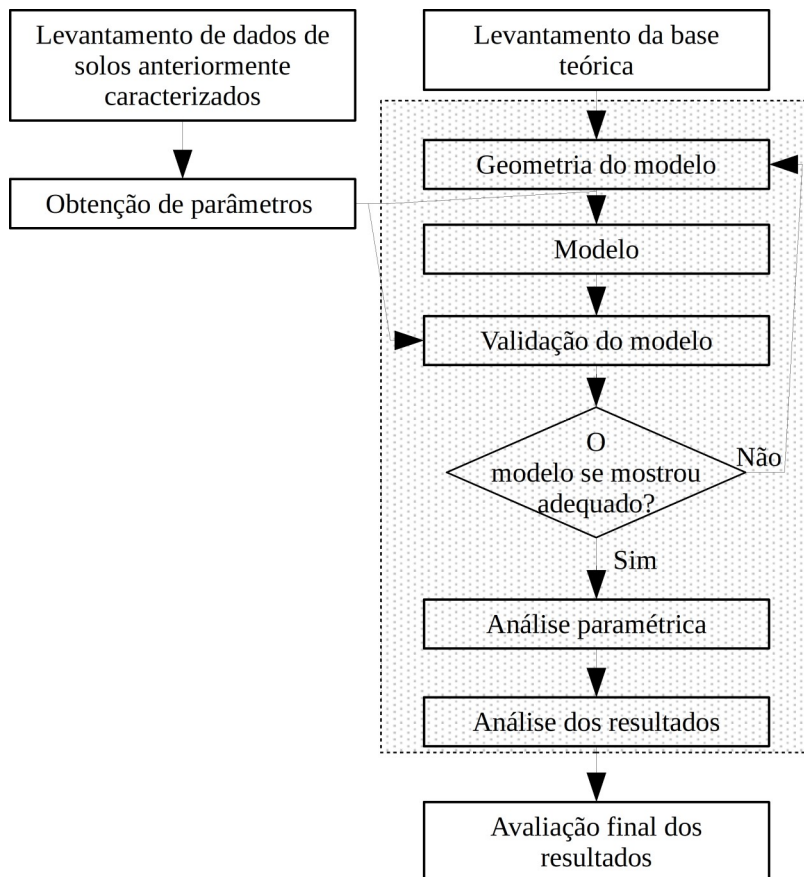 Levantamento de dados de
solos anteriormente
caracterizados
Obtenção de parâmetros
Levantamento da base
teórica
Geometria do modelo
Modelo
Validação do modelo
O
modelo se mostrou
adequado?
Não
Sim
Análise paramétrica
Análise dos resultados
Avaliação final dos
resultados